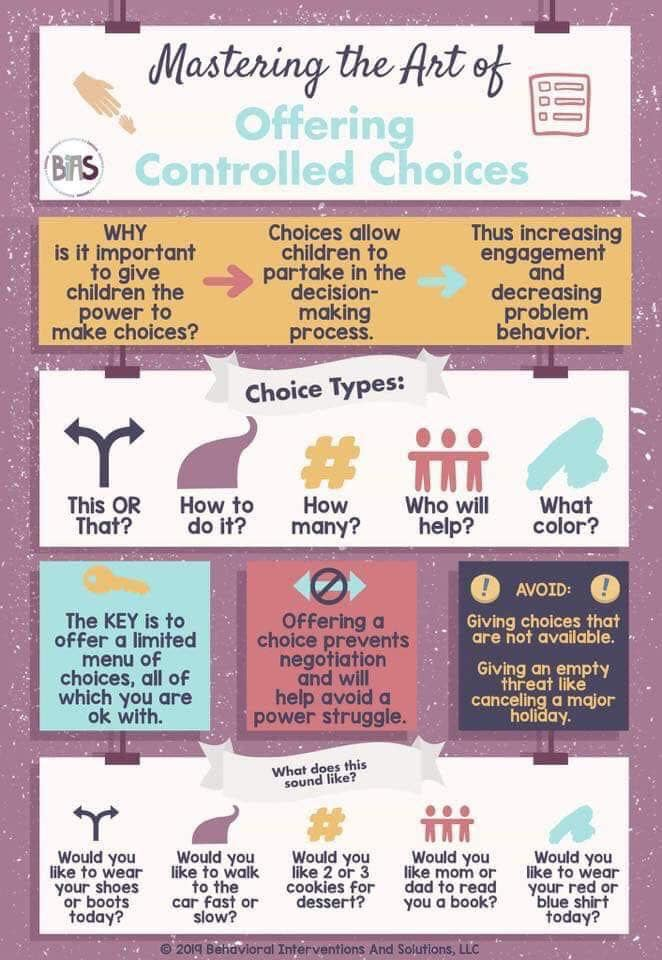 Mastering the Art of
Offering
Controlled Choices
BIAS
WHY
is it important
to give
children the
power to
make choices?
Choices allow
children to
partake in the
decision-
making
process.
Thus increasing
engagement
and
decreasing
problem
behavior.
Choice Types:
This OR
That?
How to
do it?
#
How
many?
Who will
help?
What
color?
The KEY is to
offer a limited
menu of
choices, all of
which you are
ok with.
Offering a
choice prevents
negotiation
and will
help avoid a
power struggle.
! AVOID: !
Giving choices that
are not available.
Giving an empty
threat like
canceling a major
holiday.
What does this
sound like?
Would you
like to wear
your shoes
or boots
today?
Would you
like to walk
to the
car fast or
slow?
#
Would you
like 2 or 3
cookies for
dessert?
Would you
like mom or
dad to read
you a book?
Would you
like to wear
your red or
blue shirt
today?
© 2019 Behavioral Interventions And Solutions, LLC